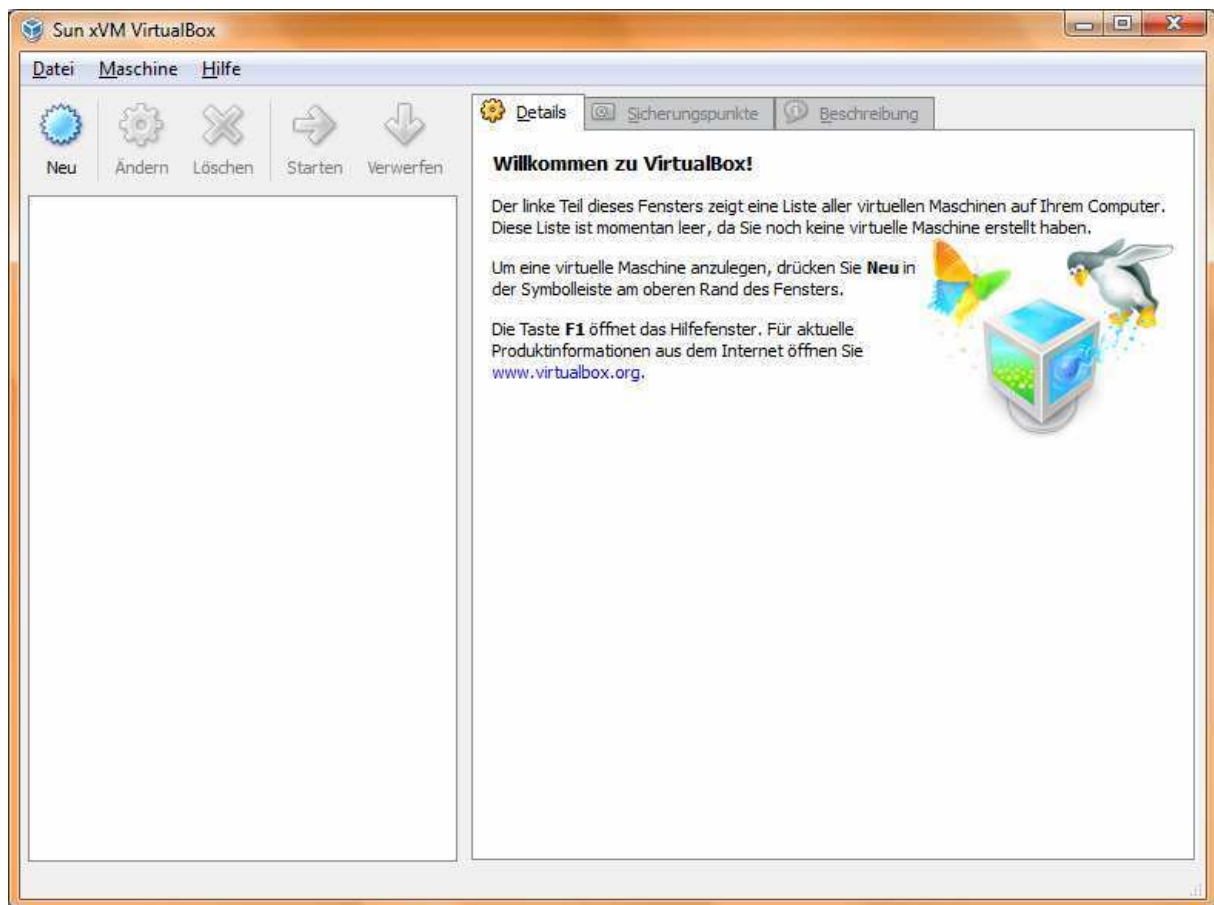 Sun xVM VirtualBox
Datei Maschine Hilfe
Neu Ändern Löschen Starten Verwerfen
Details Sicherungspunkte Beschreibung
Willkommen zu VirtualBox!
Der linke Teil dieses Fensters zeigt eine Liste aller virtuellen Maschinen auf Ihrem Computer.
Diese Liste ist momentan leer, da Sie noch keine virtuelle Maschine erstellt haben.
Um eine virtuelle Maschine anzulegen, drücken Sie Neu in
der Symbolleiste am oberen Rand des Fensters.
Die Taste F1 öffnet das Hilfefenster. Für aktuelle
Produktinformationen aus dem Internet öffnen Sie
www.virtualbox.org.